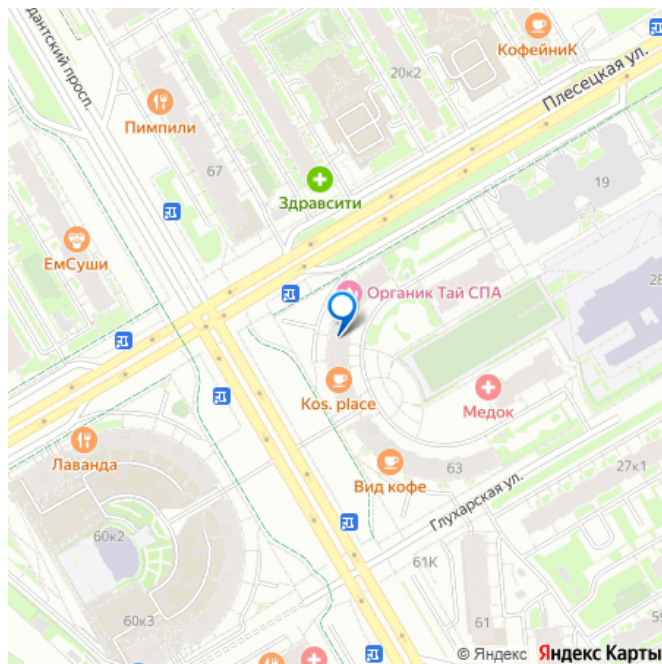 дантский просп.
КофейниК
20к2
Плесецкая ул.
Пимпили
67
Здравсити
19
ЕмСуши
Органик Тай СПА
28
Kos. place
Медок
Лаванда
63
27к1
Вид кофе
Глухарская ул.
60к2
61К
60к3
61
59
© Яндекс Яндекс Карты